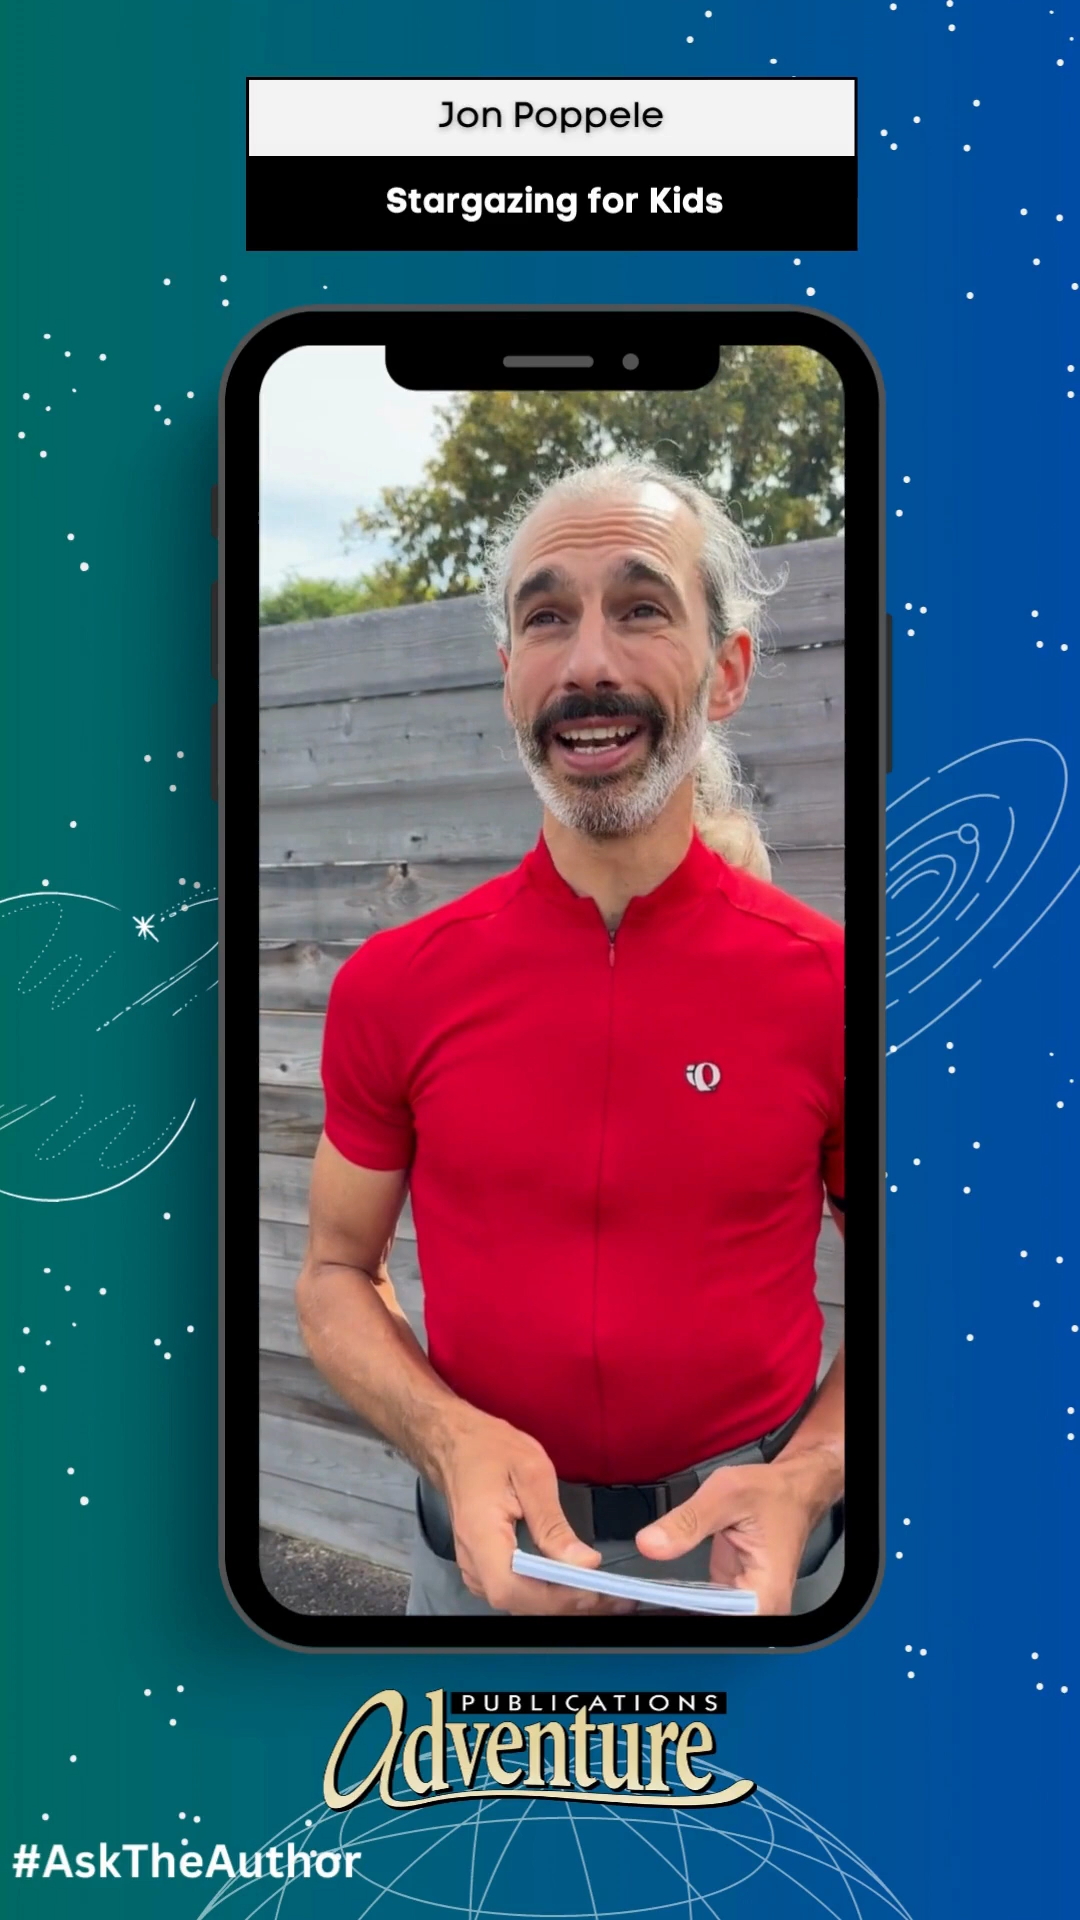 Jon Poppele
Stargazing for Kids
PUBLICATIONS
adventure
#AskTheAuthor